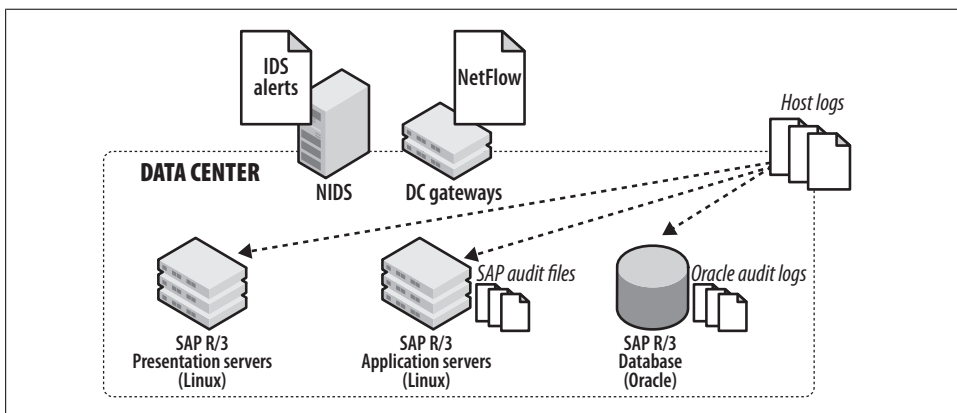 IDS
alerts
NetFlow
Host logs
DATA CENTER
NIDS
DC gateways
SAP audit files
Oracle audit logs
SAP R/3
Presentation servers
(Linux)
SAP R/3
Application servers
(Linux)
SAP R/3
Database
(Oracle)